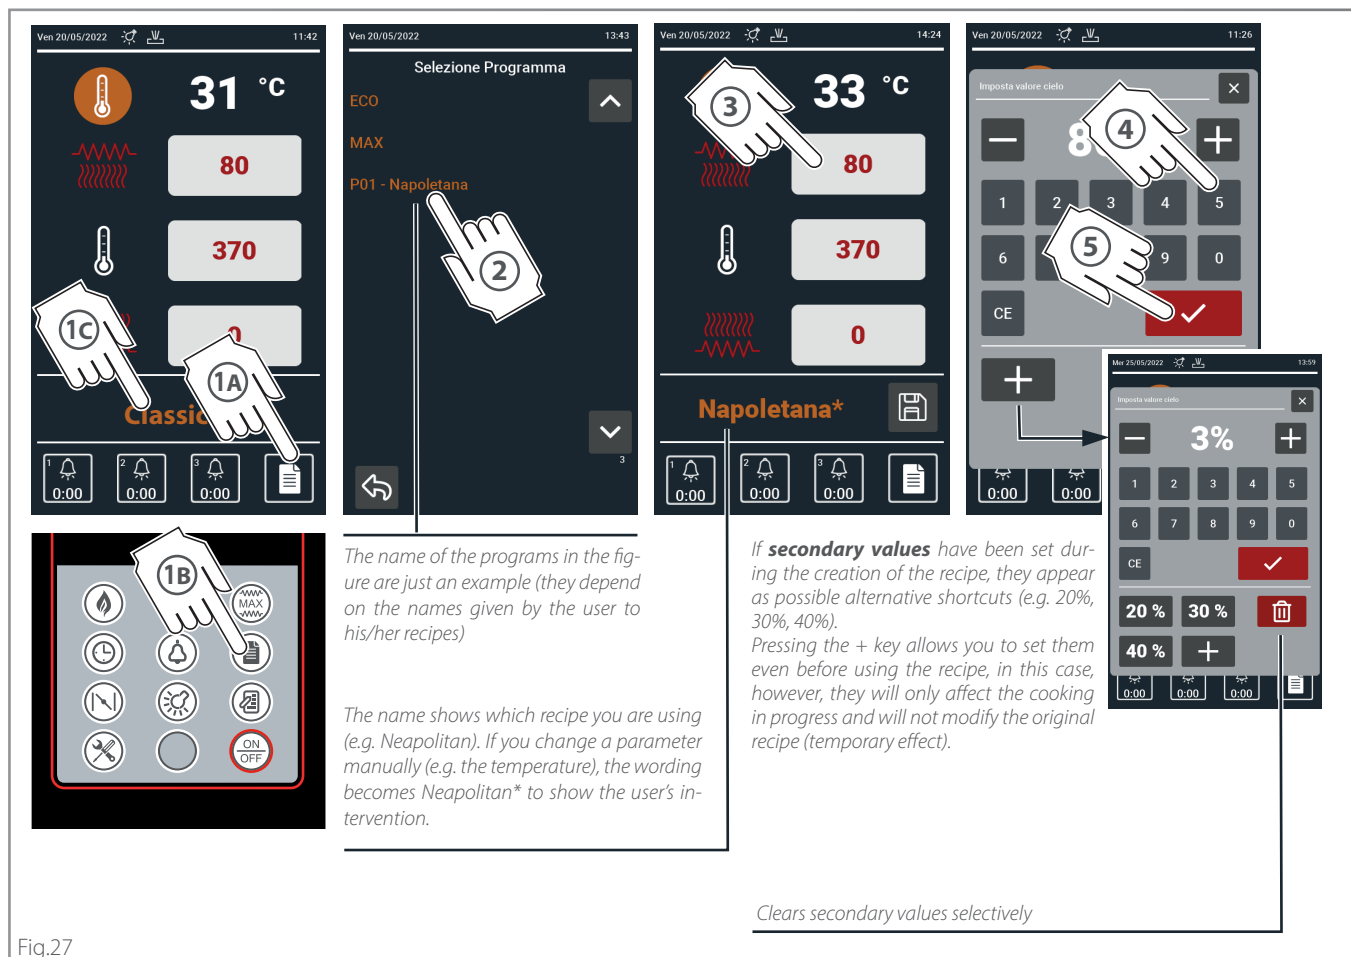 Ven 20/05/2022 11:42
31 °C
80
370
0
1C
1A
Classic
1 2 3
0:00 0:00 0:00
Ven 20/05/2022 13:43
Selezione Programma
ECO
MAX
P01 - Napoletana
2
3
Ven 20/05/2022 14:24
33 °C
3
80
370
0
Napoletana*
1 2 3
0:00 0:00 0:00
Ven 20/05/2022 11:26
Imposta valore cielo
8
4
1 2 3 4 5
5
6 9 0
CE
0:00 0:00
Mer 25/05/2022 13:59
Imposta valore cielo
3%
1 2 3 4 5
6 7 8 9 0
CE
20 % 30 %
40 %
0:00 0:00 0:00
1B
MAX
ON
OFF
The name of the programs in the fig-
ure are just an example (they depend
on the names given by the user to
his/her recipes)
The name shows which recipe you are using
(e.g. Neapolitan). If you change a parameter
manually (e.g. the temperature), the wording
becomes Neapolitan* to show the user's in-
tervention.
If secondary values have been set dur-
ing the creation of the recipe, they appear
as possible alternative shortcuts (e.g. 20%,
30%, 40%).
Pressing the + key allows you to set them
even before using the recipe, in this case,
however, they will only affect the cooking
in progress and will not modify the original
recipe (temporary effect).
Clears secondary values selectively
Fig.27